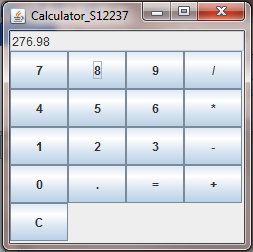 Calculator_S12237
276.98
7 8 9 /
4 5 6 *
1 2 3 -
0 . = +
C